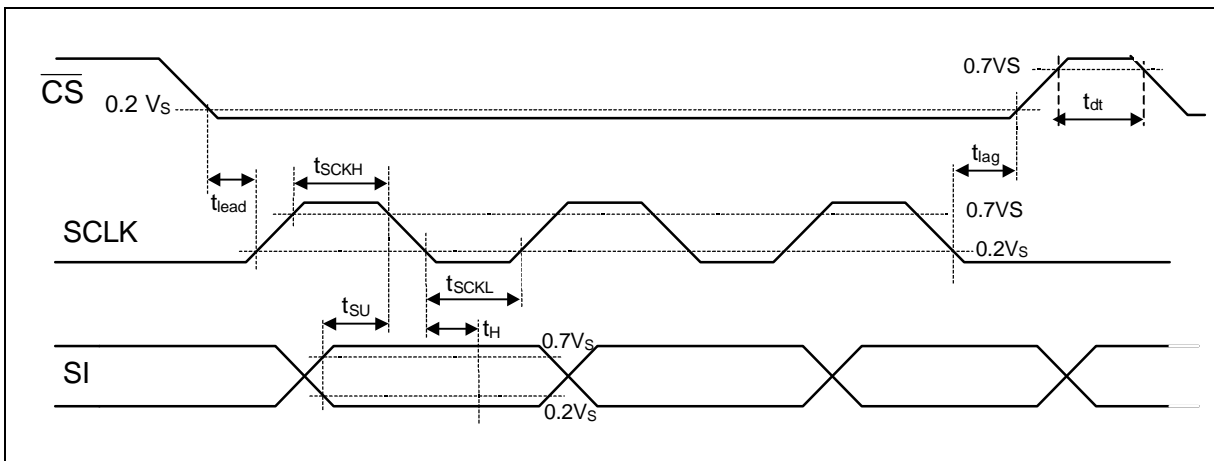 0.7VS
CS
0.2 VS
tdt
tlag
tSCKH
tlead
0.7VS
SCLK
0.2VS
tSCKL
tSU
tH
0.7VS
SI
0.2VS